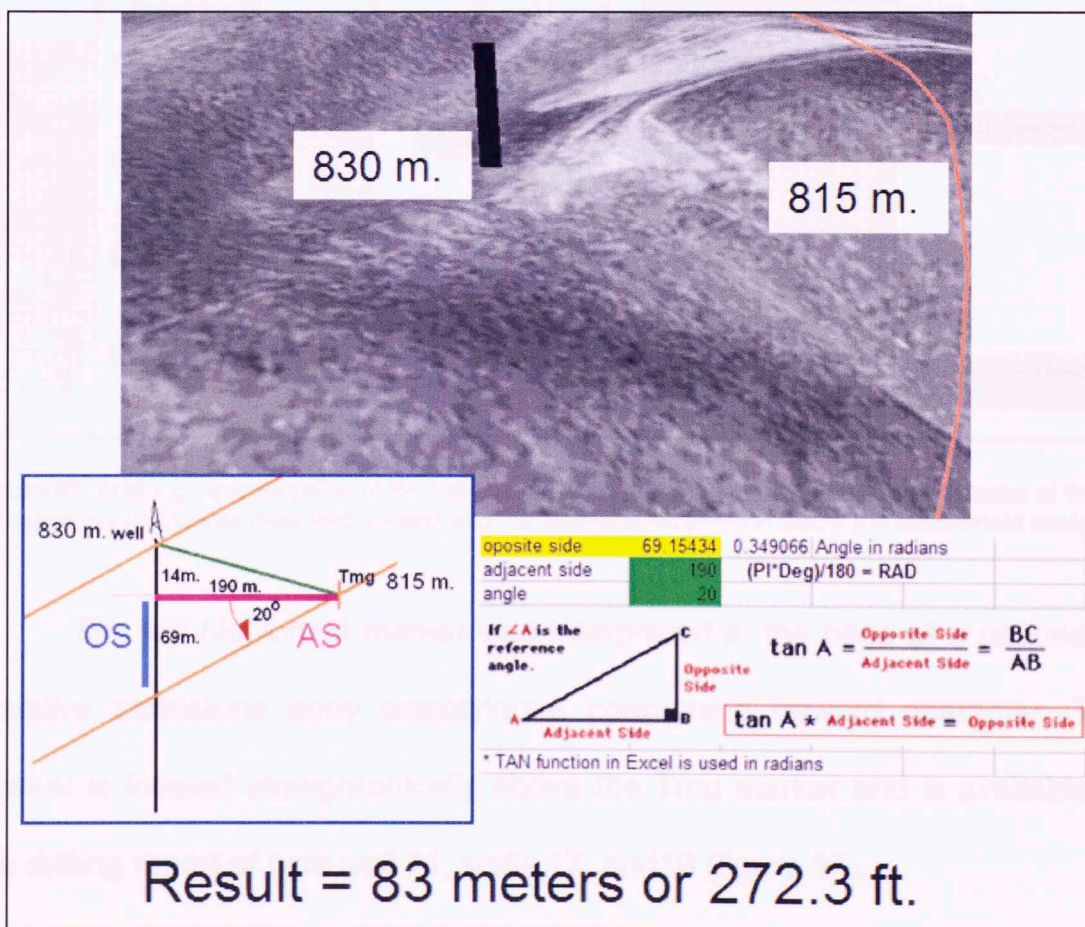 830 m.
815 m.
830 m. well
14m.
190 m.
Tmg 815 m.
20°
OS
69m.
AS
opposite side 69.15434 0.349066 Angle in radians
adjacent side 190 (PI*Deg)/180 = RAD
angle 20
If ∠A is the
reference
angle.
C
Opposite
Side
A
B
Adjacent Side
tan A = Opposite Side / Adjacent Side = BC / AB
tan A * Adjacent Side = Opposite Side
* TAN function in Excel is used in radians
Result = 83 meters or 272.3 ft.